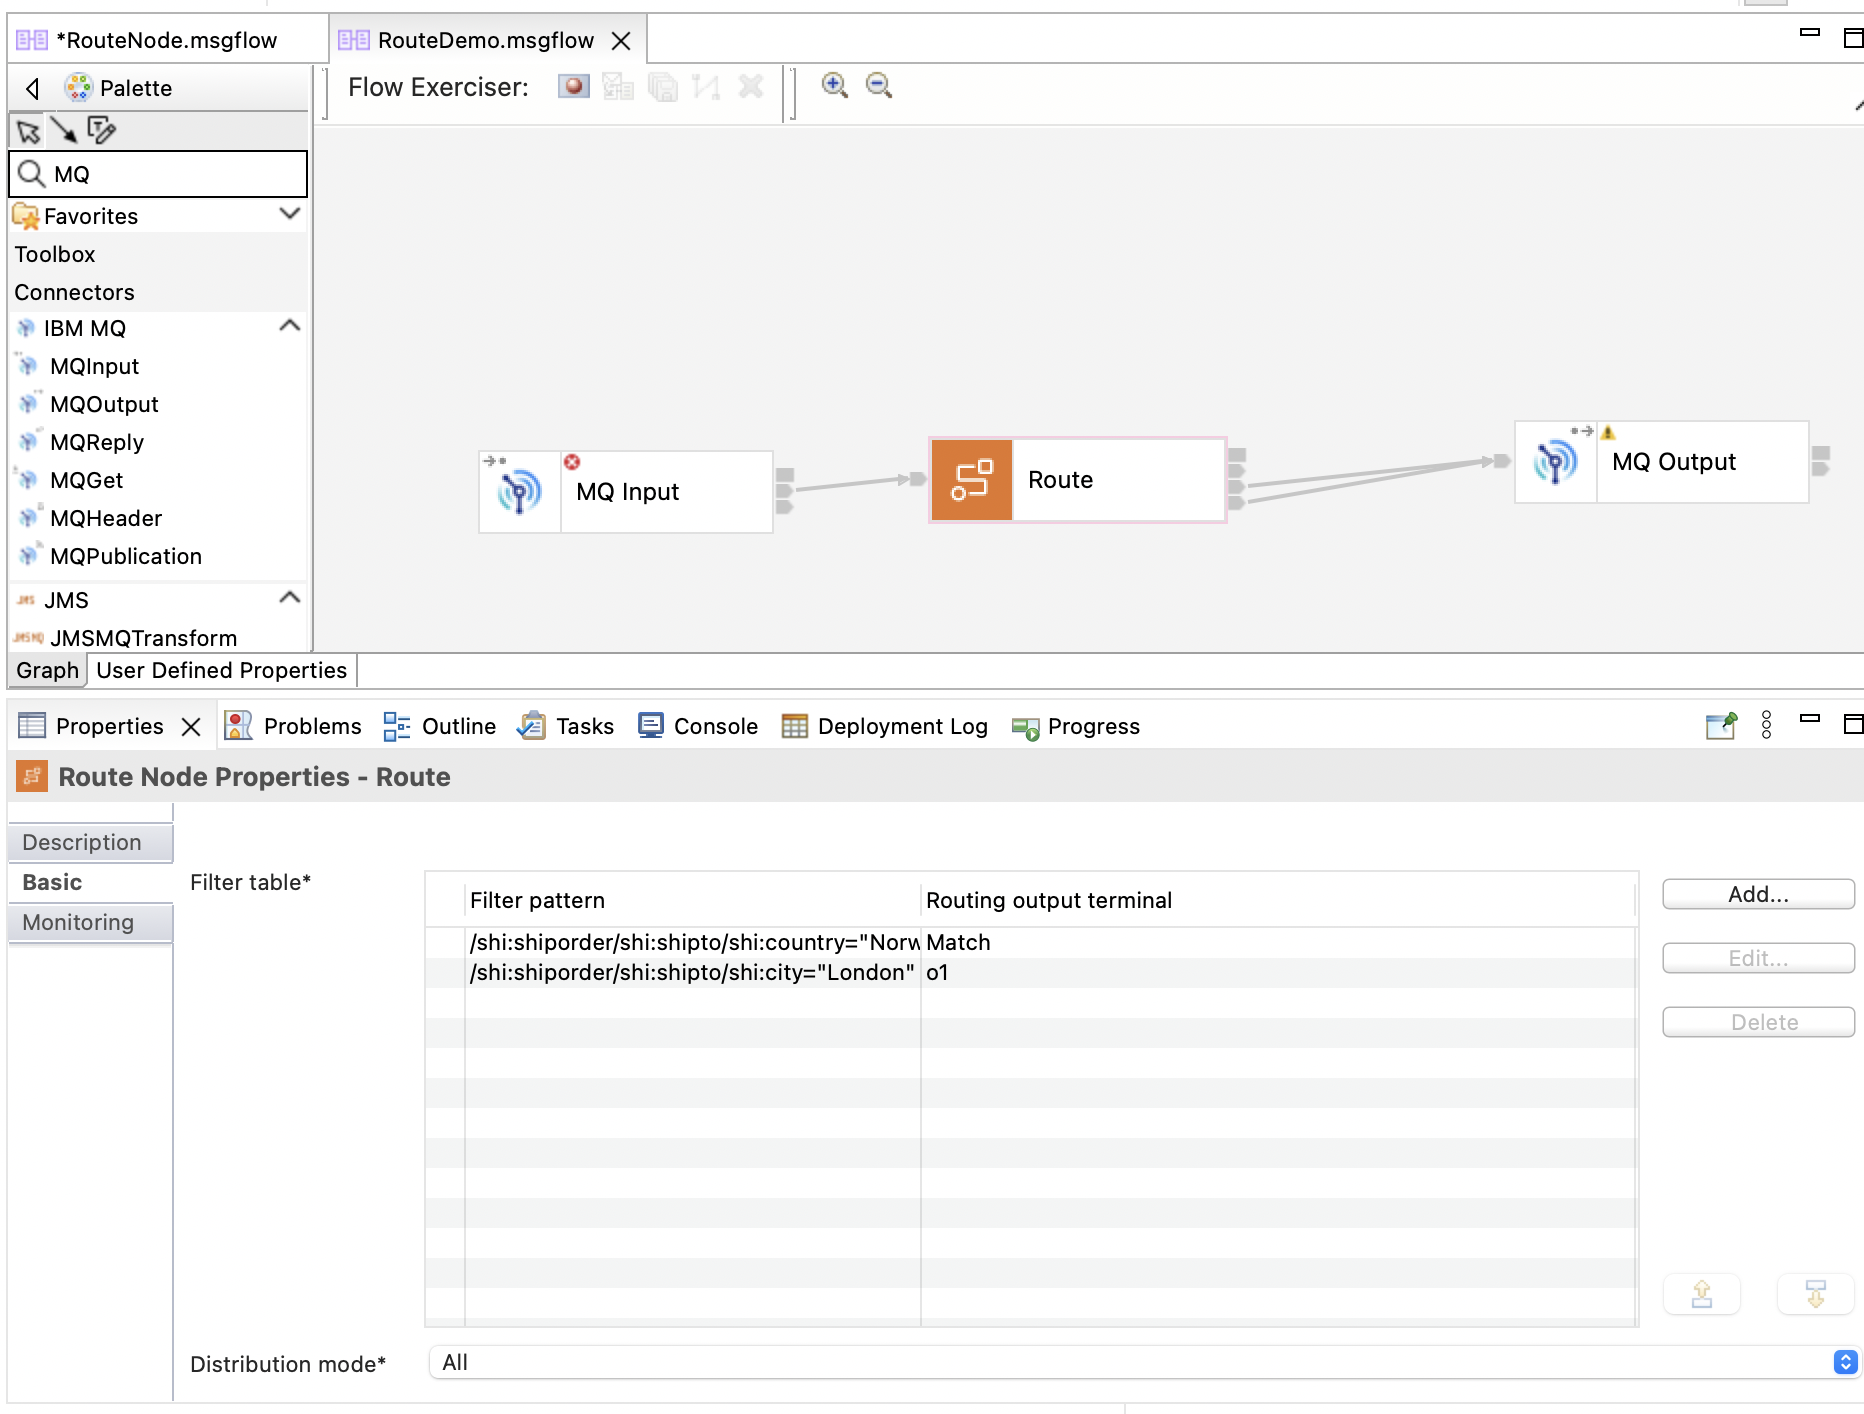 *RouteNode.msgflow
RouteDemo.msgflow
Palette
Flow Exerciser:
MQ
Favorites
Toolbox
Connectors
IBM MQ
MQInput
MQOutput
MQReply
MQGet
MQHeader
MQPublication
JMS
JMSMQTransform
MQ Input
Route
MQ Output
Graph
User Defined Properties
Properties
Problems
Outline
Tasks
Console
Deployment Log
Progress
Route Node Properties - Route
Description
Basic
Monitoring
Filter table*
Filter pattern
Routing output terminal
/shi:shiporder/shi:shipto/shi:country="Norw
Match
/shi:shiporder/shi:shipto/shi:city="London"
o1
Add...
Edit...
Delete
Distribution mode*
All